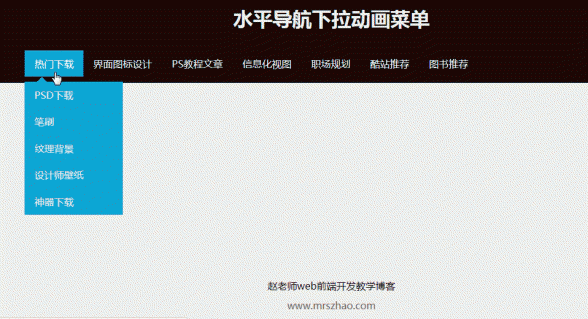 水平导航下拉动画菜单
热门下载 界面图标设计 PS教程文章 信息化视图 职场规划 酷站推荐 图书推荐
PSD下载
笔刷
纹理背景
设计师壁纸
神器下载
赵老师web前端开发教学博客
www.mrszhao.com